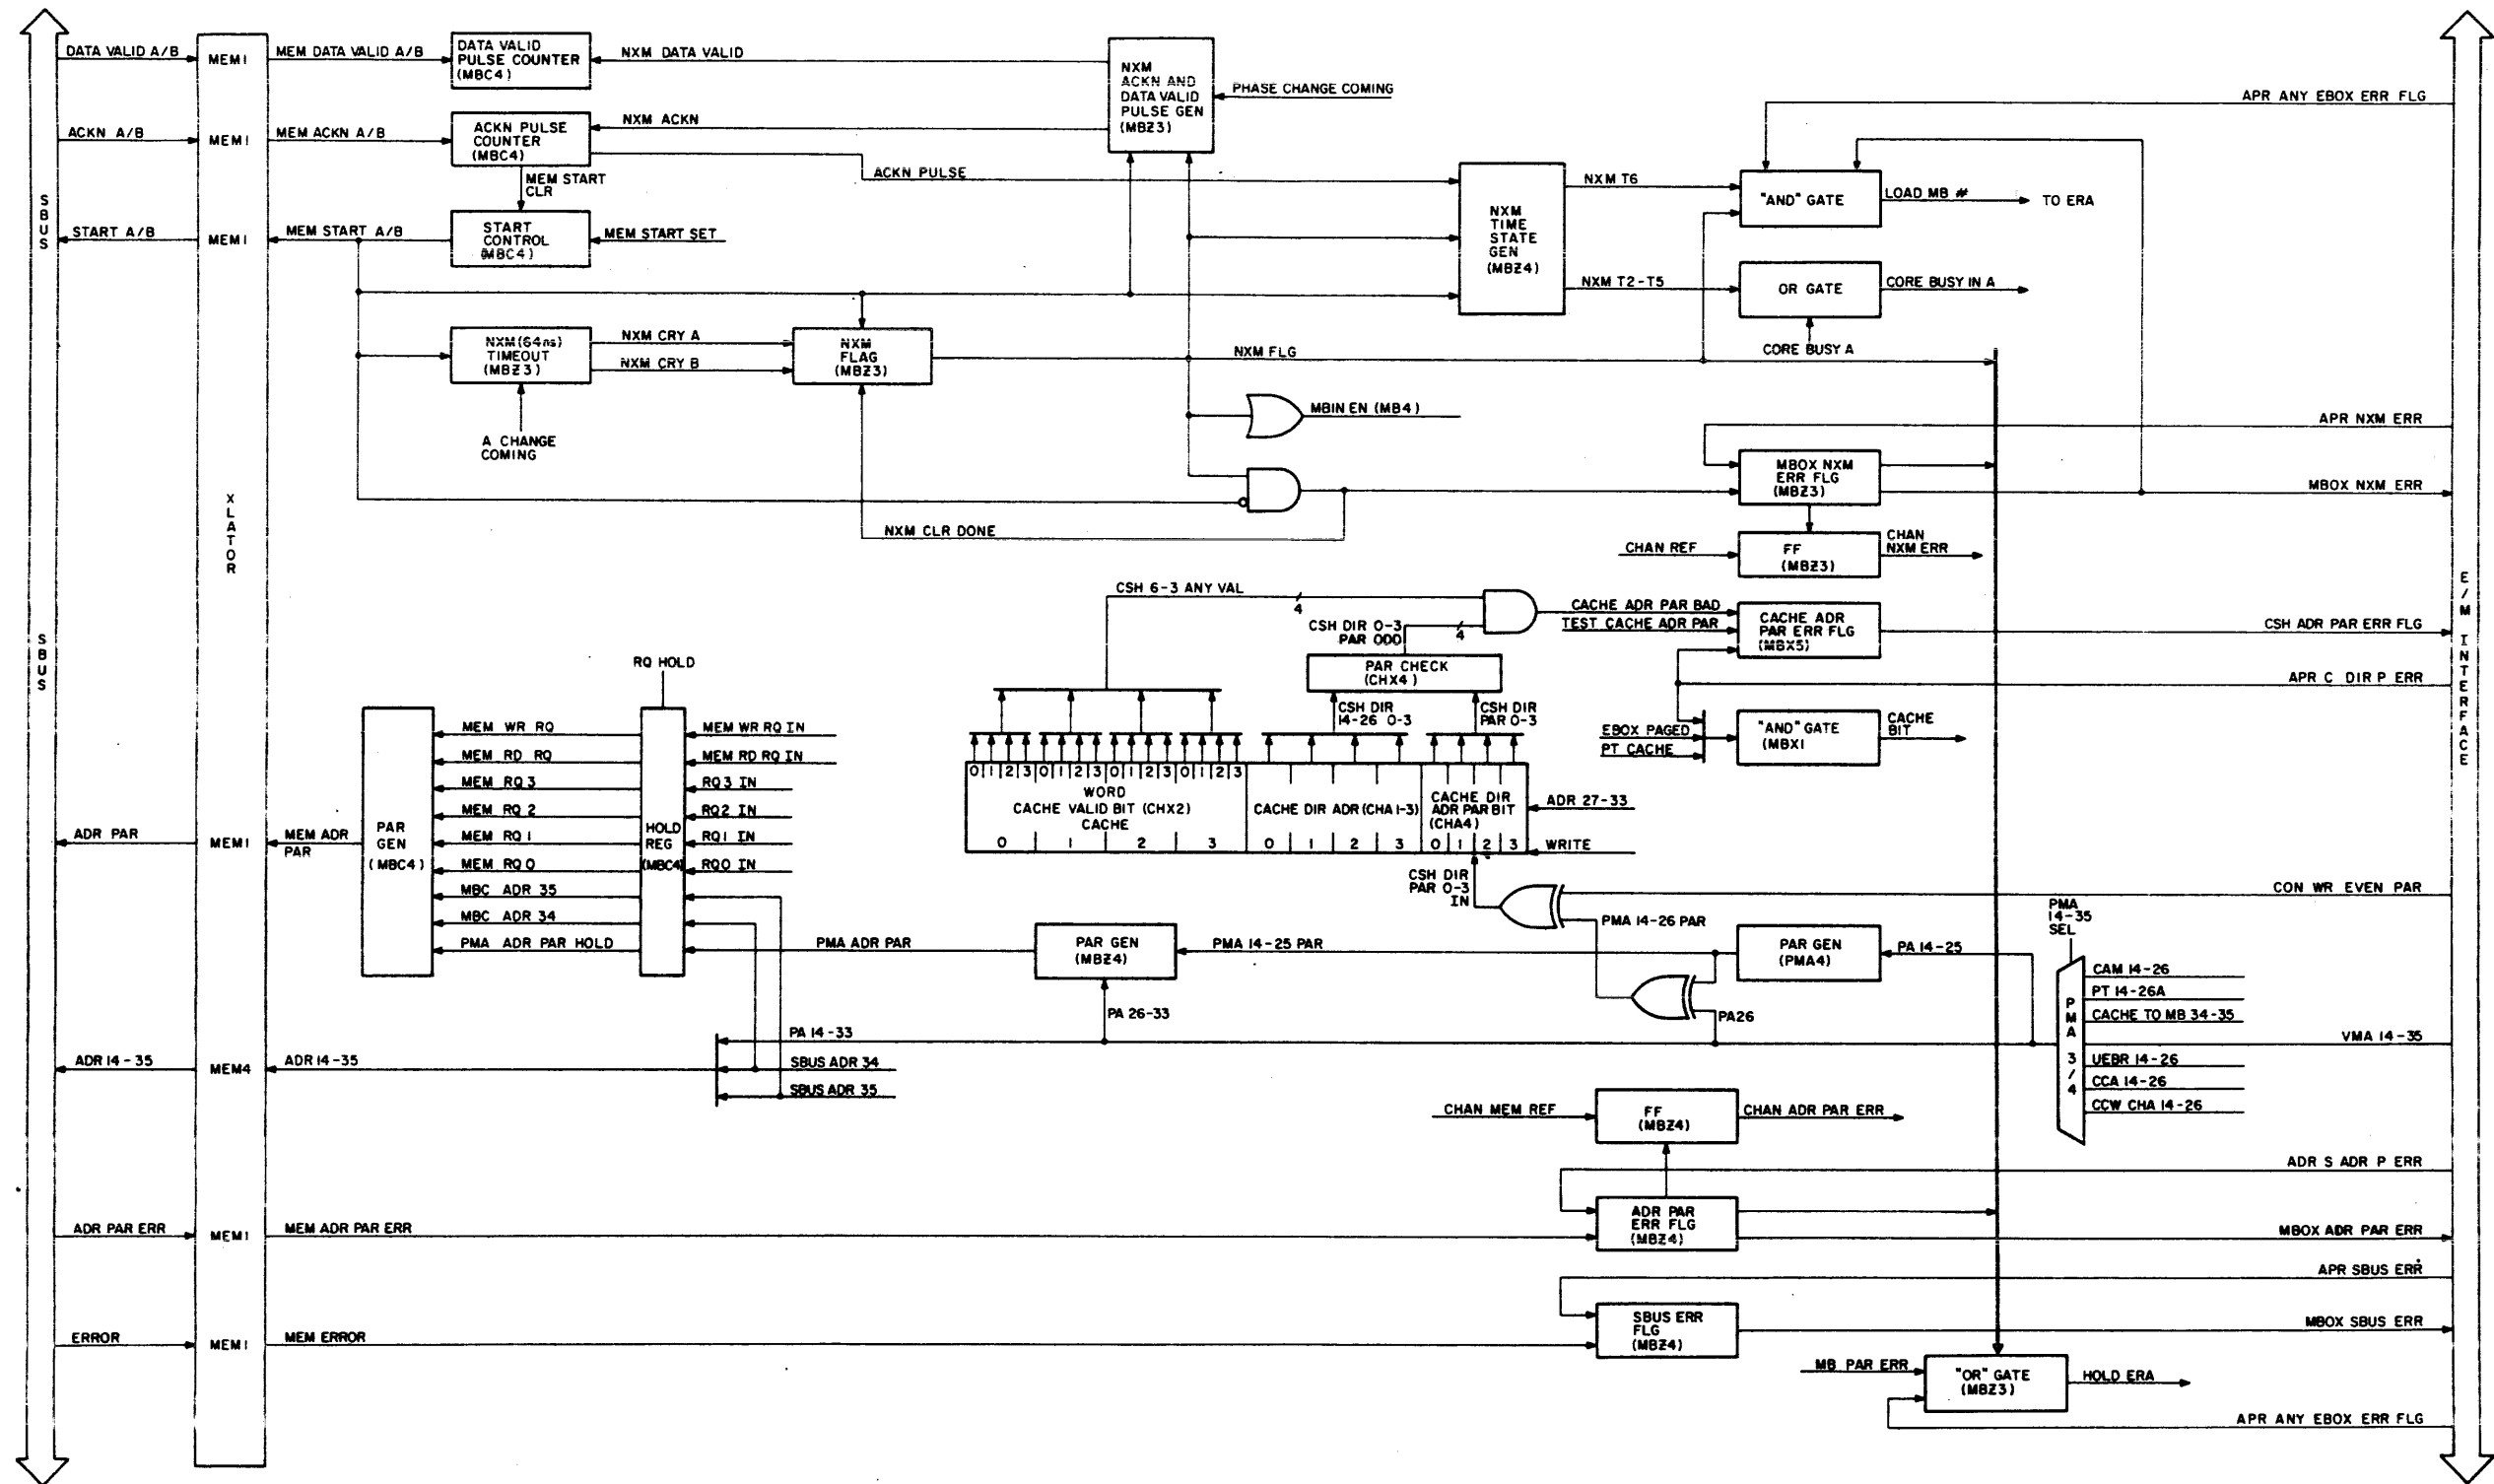 DATA VALID A/B
MEM1
MEM DATA VALID A/B
DATA VALID
PULSE COUNTER
(MBC4)
NXM DATA VALID
NXM
ACKN AND
DATA VALID
PULSE GEN
(MBZ3)
PHASE CHANGE COMING
APR ANY EBOX ERR FLG
ACKN A/B
MEM1
MEM ACKN A/B
ACKN PULSE
COUNTER
(MBC4)
NXM ACKN
ACKN PULSE
MEM START
CLR
SBUS
START A/B
MEM1
MEM START A/B
START
CONTROL
(MBC4)
MEM START SET
NXM
TIME
STATE
GEN
(MBZ4)
NXM T6
"AND" GATE
LOAD MB #
TO ERA
NXM T2-T5
OR GATE
CORE BUSY IN A
CORE BUSY A
NXM (64ns)
TIMEOUT
(MBZ3)
NXM CRY A
NXM CRY B
NXM
FLAG
(MBZ3)
NXM FLG
A CHANGE
COMING
MBIN EN (MB4)
APR NXM ERR
MBOX NXM
ERR FLG
(MBZ3)
MBOX NXM ERR
NXM CLR DONE
CHAN REF
FF
(MBZ3)
CHAN
NXM ERR
XLATOR
E/M INTERFACE
CSH 6-3 ANY VAL
4
CSH DIR 0-3
PAR ODD
4
CACHE ADR PAR BAD
TEST CACHE ADR PAR
CACHE ADR
PAR ERR FLG
(MBX5)
CSH ADR PAR ERR FLG
SBUS
RQ HOLD
PAR CHECK
(CHX4)
APR C DIR P ERR
CSH DIR
14-26 0-3
CSH DIR
PAR 0-3
EBOX PAGED
PT CACHE
"AND" GATE
(MBX1
CACHE
BIT
MEM WR RQ
MEM WR RQ IN
MEM RD RQ
MEM RD RQ IN
MEM RQ 3
RQ3 IN
MEM RQ 2
RQ2 IN
MEM RQ 1
RQ1 IN
MEM RQ 0
RQ0 IN
MBC ADR 35
MBC ADR 34
PMA ADR PAR HOLD
PAR
GEN
(MBC4)
HOLD
REG
(MBC4)
ADR PAR
MEM1
MEM ADR
PAR
0 1 2 3 0 1 2 3 0 1 2 3 0 1 2 3
WORD
CACHE VALID BIT (CHX2)
CACHE
0 1 2 3
CACHE DIR ADR (CHA 1-3)
0 1 2 3
CACHE DIR
ADR PAR BIT
(CHA4)
0 1 2 3
ADR 27-33
WRITE
CSH DIR
PAR 0-3
IN
CON WR EVEN PAR
PMA 14-26 PAR
PMA ADR PAR
PAR GEN
(MBZ4)
PMA 14-25 PAR
PAR GEN
(PMA4)
PA 14-25
PMA
14-35
SEL
PMA 3/4
CAM 14-26
PT 14-26A
CACHE TO MB 34-35
VMA 14-35
UEBR 14-26
CCA 14-26
CCW CHA 14-26
PA 26-33
PA26
PA 14-33
ADR 14-35
MEM4
ADR 14-35
SBUS ADR 34
SBUS ADR 35
CHAN MEM REF
FF
(MBZ4)
CHAN ADR PAR ERR
ADR S ADR P ERR
ADR PAR ERR
MEM1
MEM ADR PAR ERR
ADR PAR
ERR FLG
(MBZ4)
MBOX ADR PAR ERR
APR SBUS ERR
ERROR
MEM1
MEM ERROR
SBUS ERR
FLG
(MBZ4)
MBOX SBUS ERR
MB PAR ERR
"OR" GATE
(MBZ3)
HOLD ERA
APR ANY EBOX ERR FLG